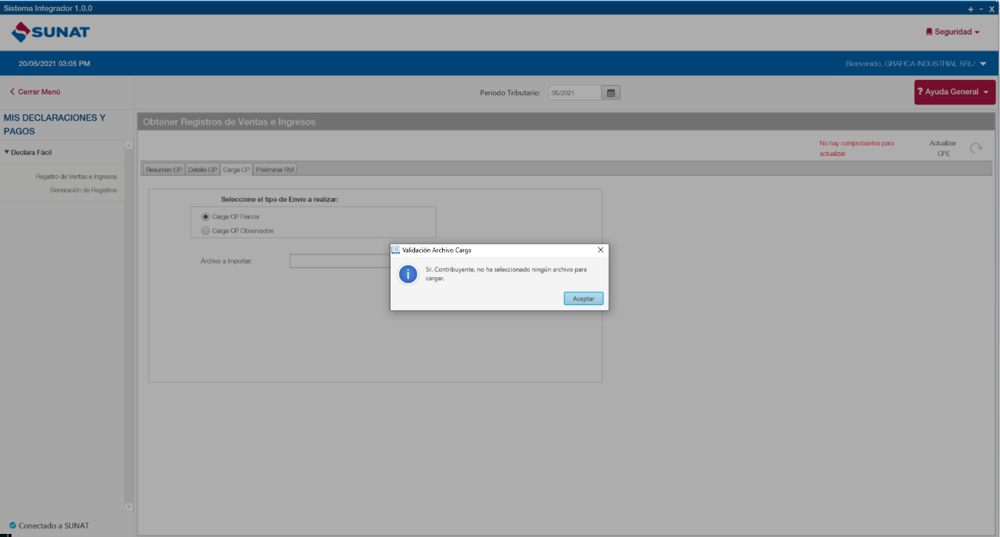 Sistema Integrador 1.0.0
+ - X
SUNAT
Seguridad
20/05/2021 03:05 PM
Bienvenido, GRAFICA INDUSTRIAL SRL/
Cerrar Menú
Período Tributario:
05/2021
? Ayuda General
MIS DECLARACIONES Y
PAGOS
Obtener Registros de Ventas e Ingresos
Declara Fácil
No hay comprobantes para
actualizar
Actualizar
CPE
Registro de Ventas e Ingresos
Generación de Registros
Resumen CP
Detalle CP
Carga CP
Preliminar RVI
Seleccione el tipo de Envio a realizar:
Carga CP Físicos
Carga CP Observados
Archivo a Importar:
Validación Archivo Carga
Sr. Contribuyente, no ha seleccionado ningún archivo para
cargar.
Aceptar
Conectado a SUNAT